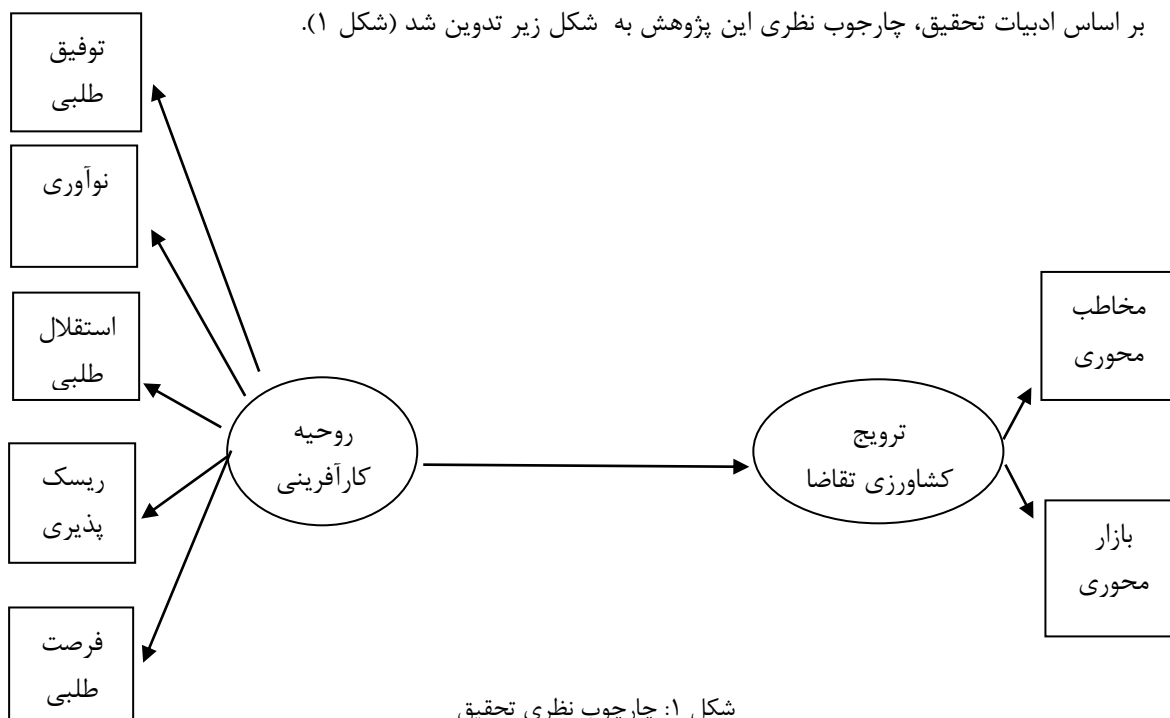 بر اساس ادبیات تحقیق، چارجوب نظری این پژوهش به شکل زیر تدوین شد (شکل ۱).
توفیق
طلبی
نوآوری
استقلال
طلبی
ریسک
پذیری
فرصت
طلبی
روحیه
کارآفرینی
ترویج
کشاورزی تقاضا
مخاطب
محوری
بازار
محوری
شکل ۱: چارچوب نظری تحقیق